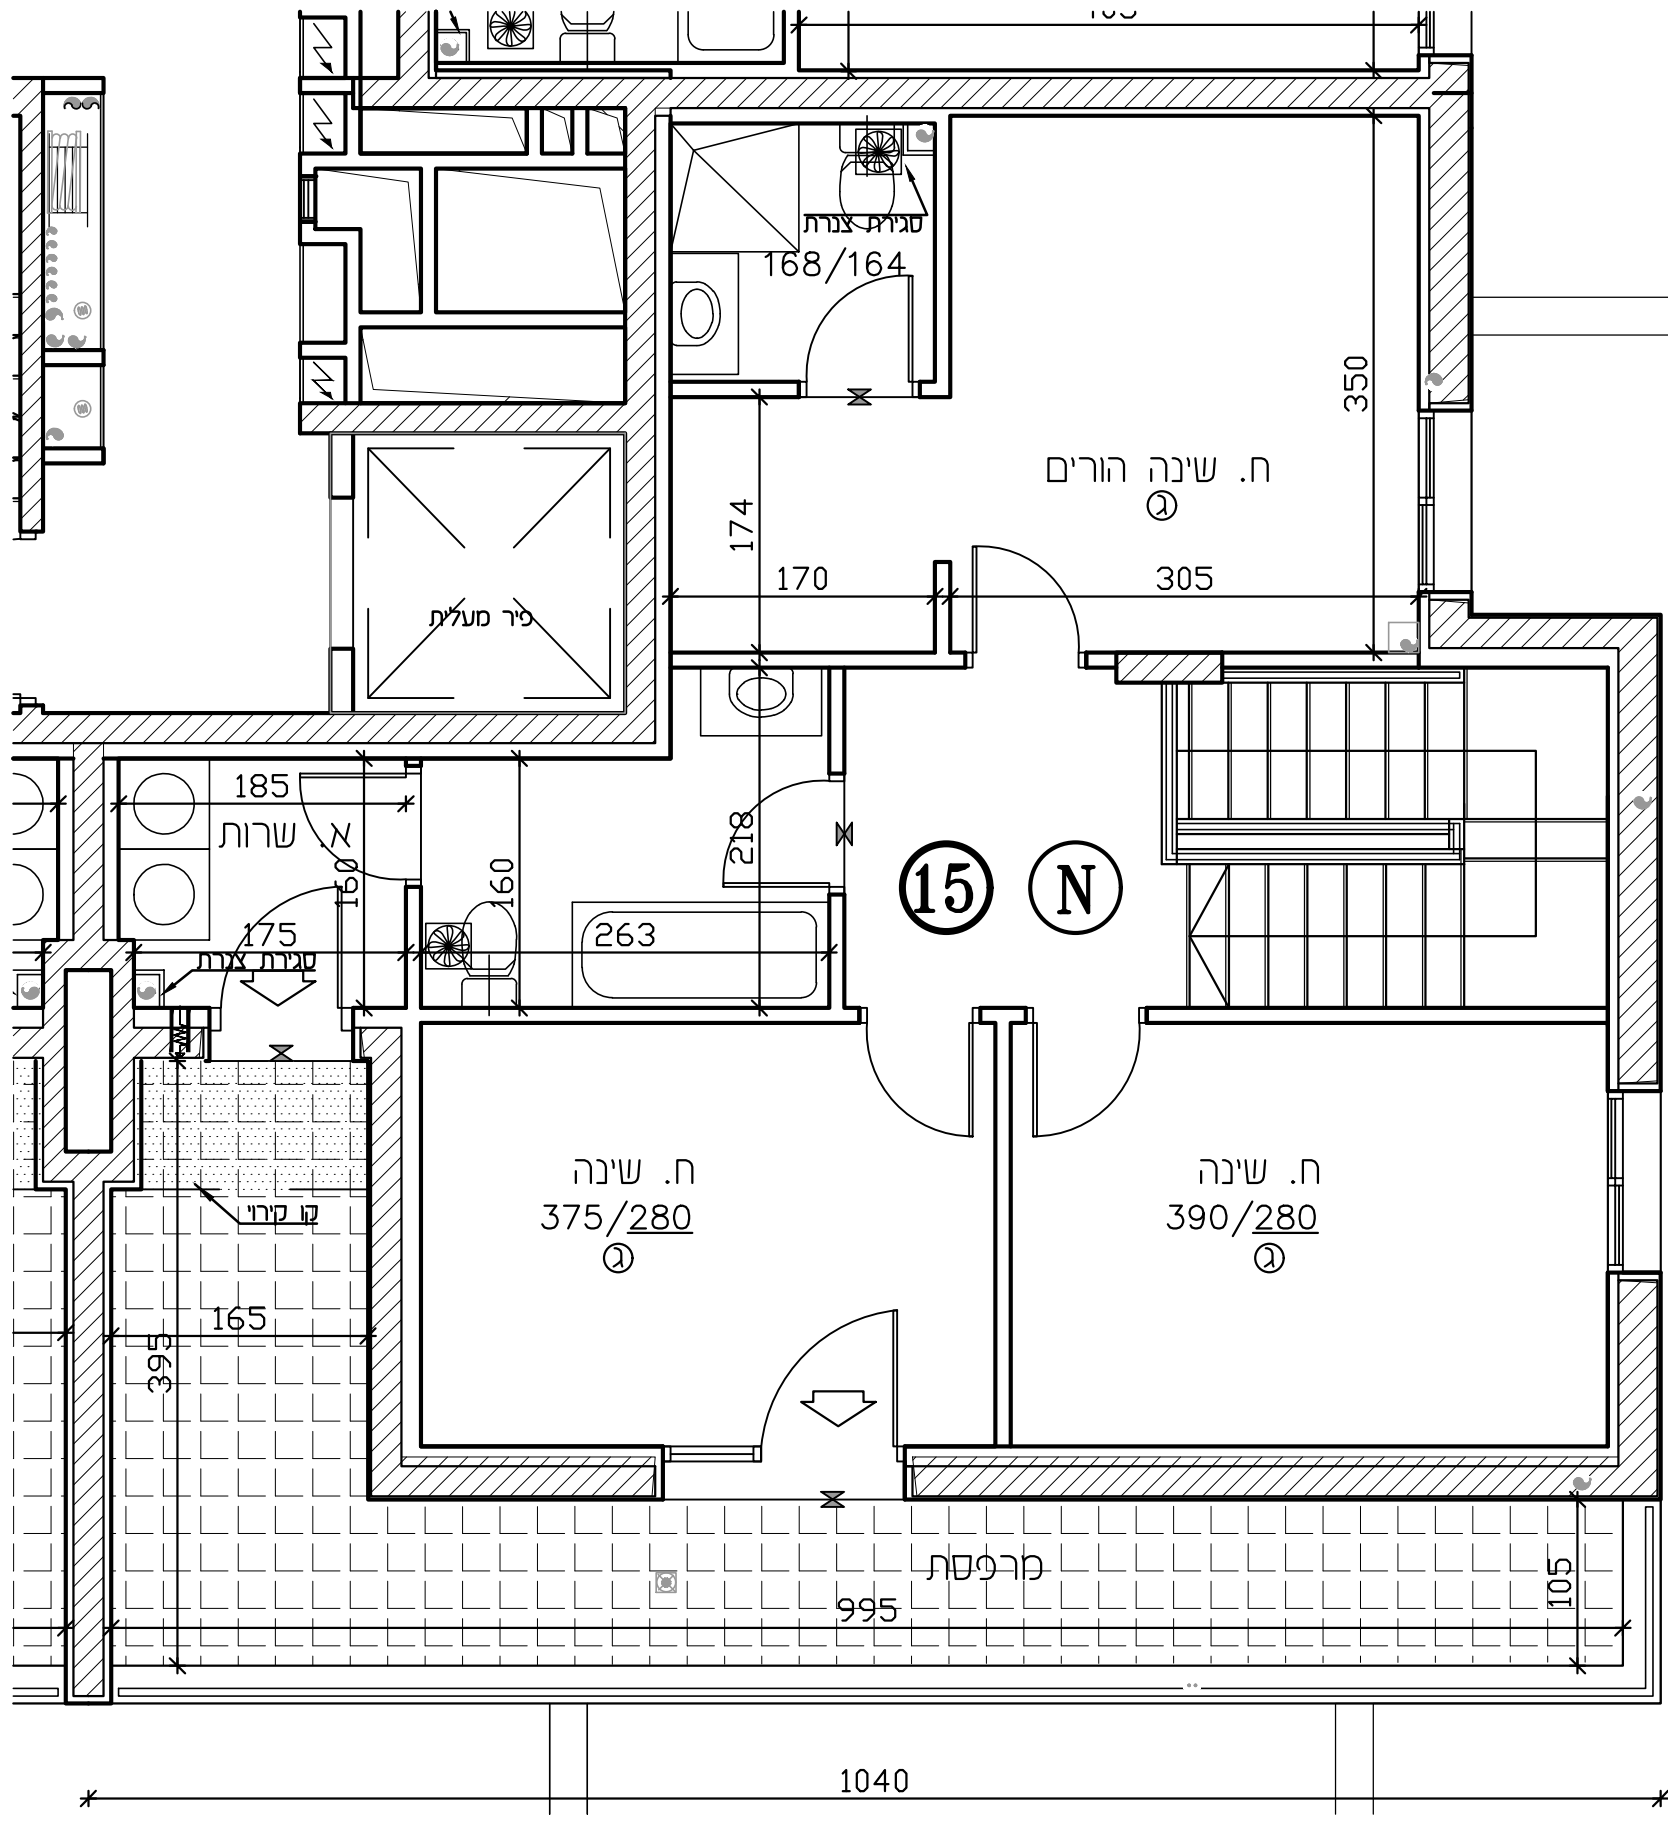 סגירת צנרת
168/164
350
ח. שינה הורים
ג
174
170
305
פיר מעלית
185
א. שרות
160
160
218
15
N
175
263
סגירת צנרת
ח. שינה
375/280
ג
ח. שינה
390/280
ג
קו קירוי
165
395
מרפסת
995
105
1040